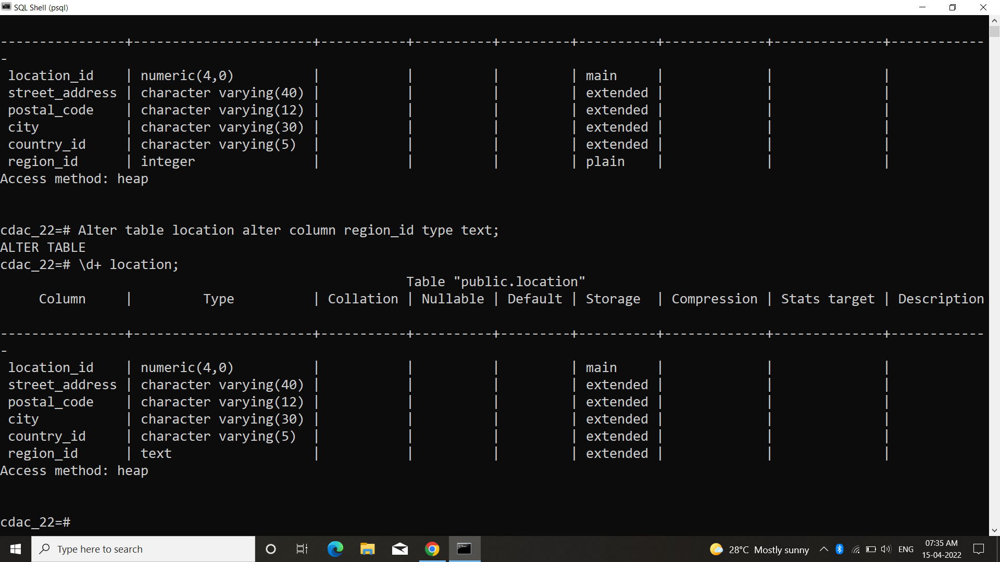 SQL Shell (psql)
----------------+-----------------------+-----------+----------+---------+----------+-------------+--------------+------------
-
 location_id    | numeric(4,0)          |           |          |         | main     |             |              |
 street_address | character varying(40) |           |          |         | extended |             |              |
 postal_code    | character varying(12) |           |          |         | extended |             |              |
 city           | character varying(30) |           |          |         | extended |             |              |
 country_id     | character varying(5)  |           |          |         | extended |             |              |
 region_id      | integer               |           |          |         | plain    |             |              |
Access method: heap
cdac_22=# Alter table location alter column region_id type text;
ALTER TABLE
cdac_22=# \d+ location;
                                                    Table "public.location"
     Column     |         Type          | Collation | Nullable | Default | Storage  | Compression | Stats target | Description
----------------+-----------------------+-----------+----------+---------+----------+-------------+--------------+------------
-
 location_id    | numeric(4,0)          |           |          |         | main     |             |              |
 street_address | character varying(40) |           |          |         | extended |             |              |
 postal_code    | character varying(12) |           |          |         | extended |             |              |
 city           | character varying(30) |           |          |         | extended |             |              |
 country_id     | character varying(5)  |           |          |         | extended |             |              |
 region_id      | text                  |           |          |         | extended |             |              |
Access method: heap
cdac_22=#
Type here to search
28°C Mostly sunny
ENG
07:35 AM
15-04-2022